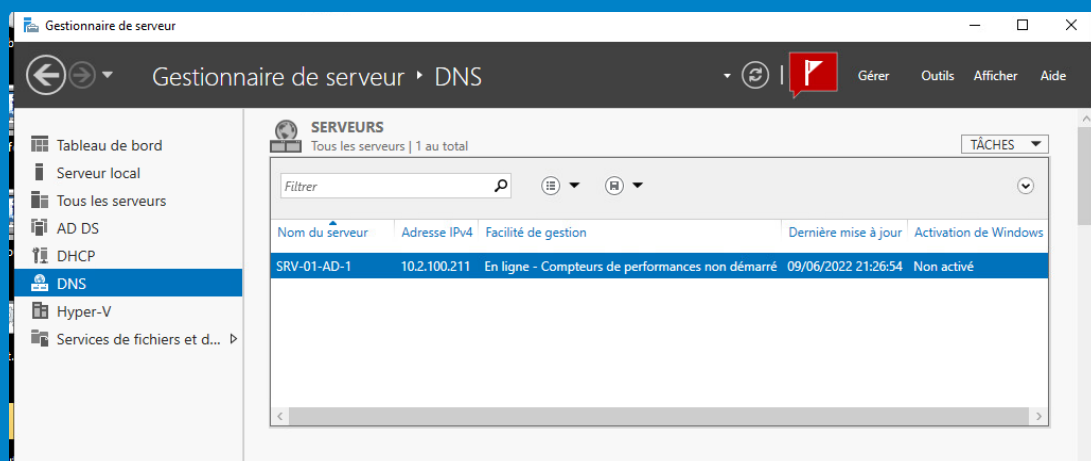 Gestionnaire de serveur
Gestionnaire de serveur ‣ DNS
Gérer Outils Afficher Aide
Tableau de bord
Serveur local
Tous les serveurs
AD DS
DHCP
DNS
Hyper-V
Services de fichiers et d...
SERVEURS
Tous les serveurs | 1 au total
TÂCHES
Filtrer
Nom du serveur Adresse IPv4 Facilité de gestion Dernière mise à jour Activation de Windows
SRV-01-AD-1 10.2.100.211 En ligne - Compteurs de performances non démarré 09/06/2022 21:26:54 Non activé